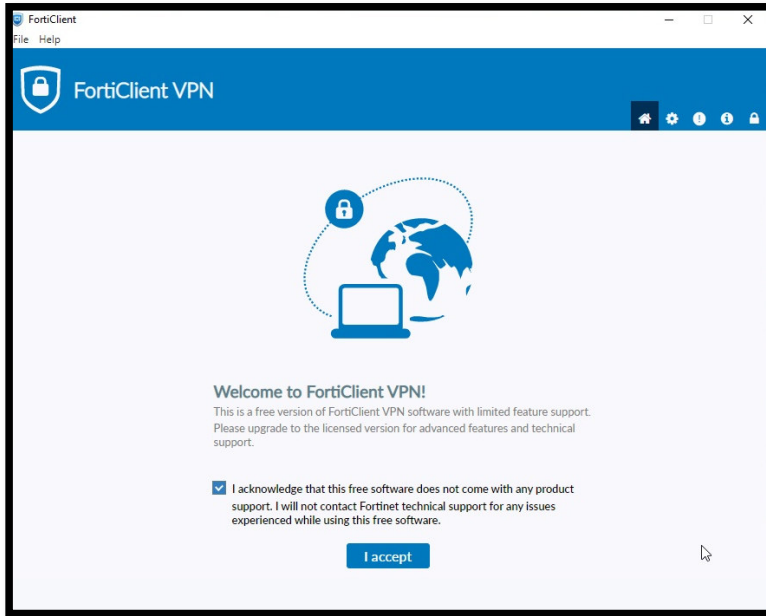 FortiClient
File Help
FortiClient VPN
Welcome to FortiClient VPN!
This is a free version of FortiClient VPN software with limited feature support.
Please upgrade to the licensed version for advanced features and technical
support.
I acknowledge that this free software does not come with any product
support. I will not contact Fortinet technical support for any issues
experienced while using this free software.
I accept